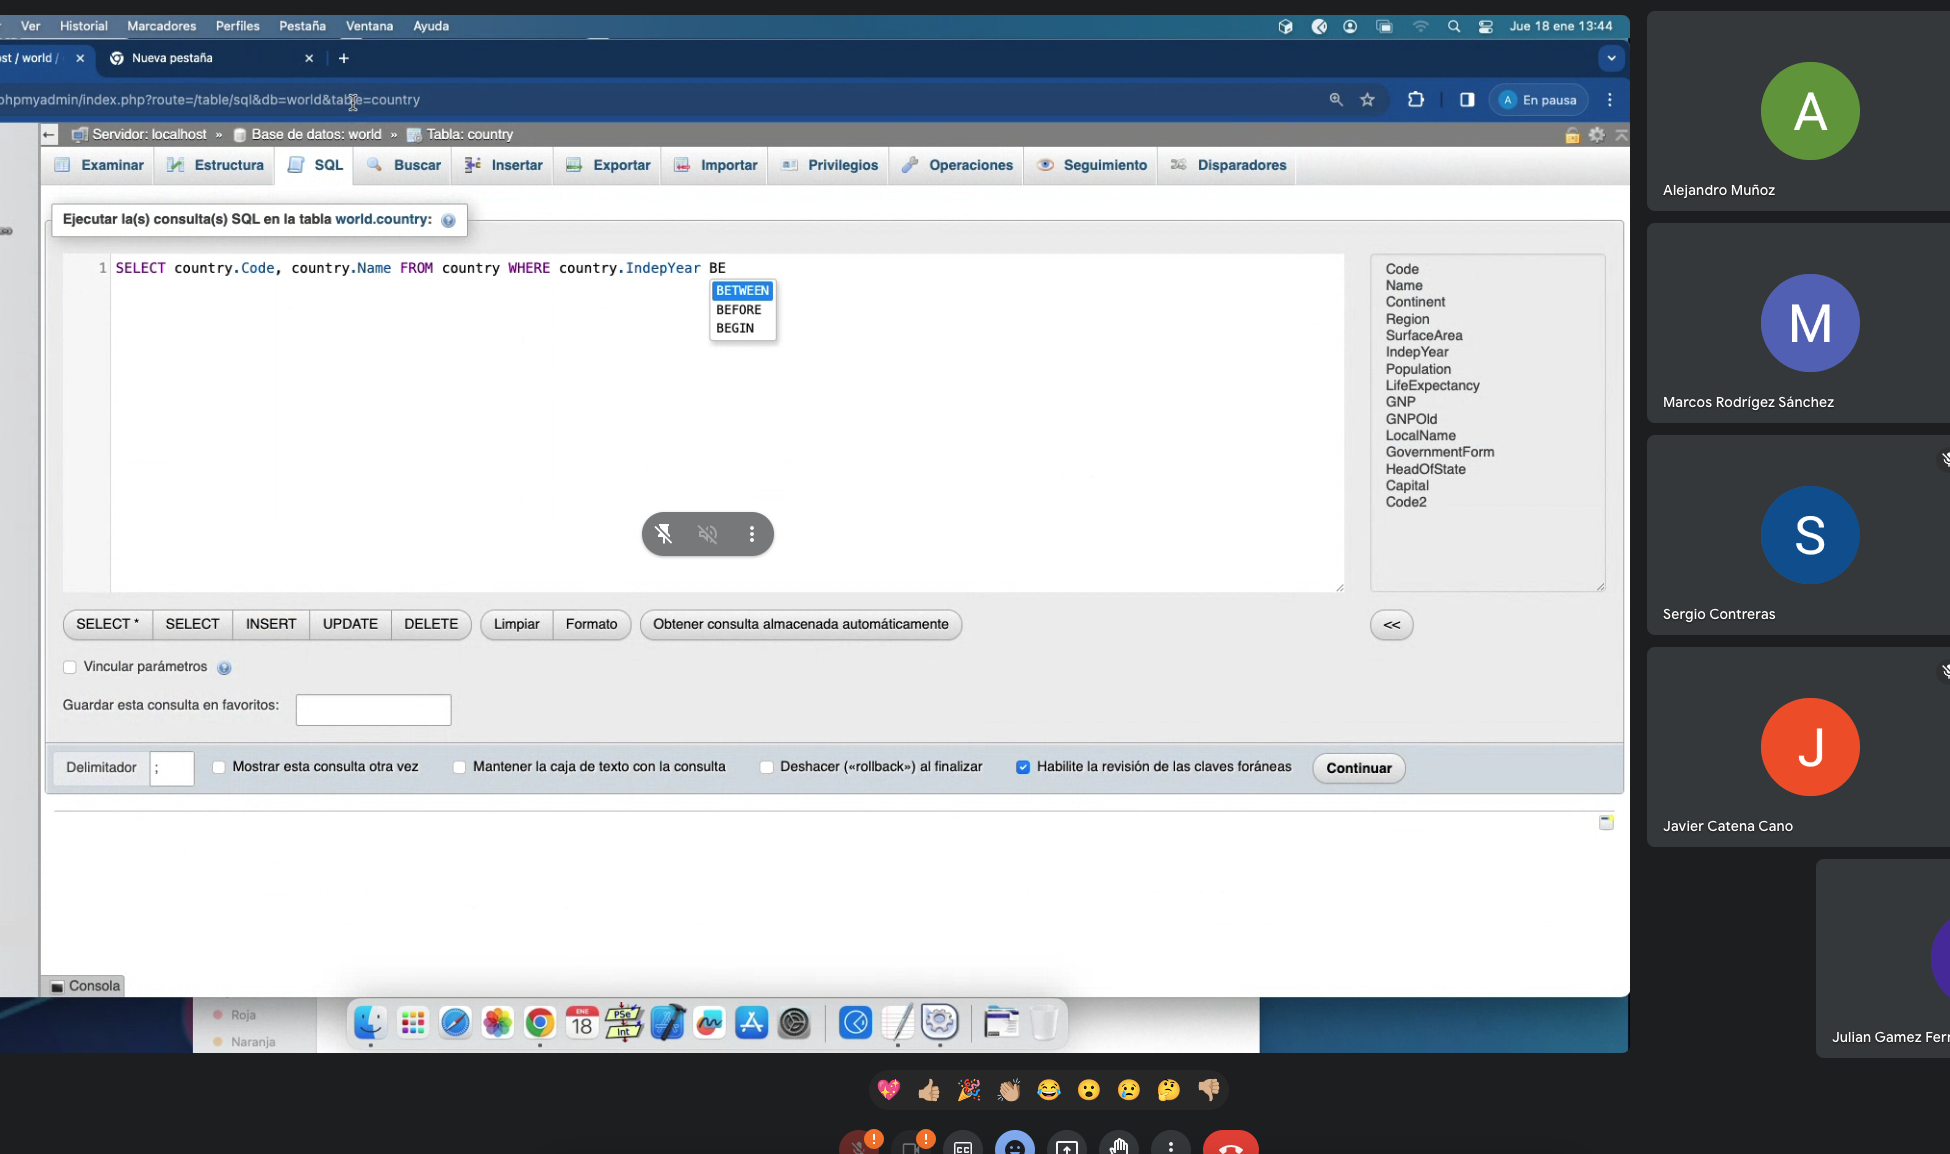 Ver Historial Marcadores Perfiles Pestaña Ventana Ayuda Jue 18 ene 13:44
st / world / Nueva pestaña
phpmyadmin/index.php?route=/table/sql&db=world&table=country A En pausa
Servidor: localhost » Base de datos: world » Tabla: country
Examinar Estructura SQL Buscar Insertar Exportar Importar Privilegios Operaciones Seguimiento Disparadores
Ejecutar la(s) consulta(s) SQL en la tabla world.country:
1 SELECT country.Code, country.Name FROM country WHERE country.IndepYear BE
BETWEEN
BEFORE
BEGIN
Code
Name
Continent
Region
SurfaceArea
IndepYear
Population
LifeExpectancy
GNP
GNPOld
LocalName
GovernmentForm
HeadOfState
Capital
Code2
SELECT * SELECT INSERT UPDATE DELETE Limpiar Formato Obtener consulta almacenada automáticamente <<
Vincular parámetros
Guardar esta consulta en favoritos:
Delimitador ; Mostrar esta consulta otra vez Mantener la caja de texto con la consulta Deshacer («rollback») al finalizar Habilite la revisión de las claves foráneas Continuar
Consola
Roja
Naranja
ENE
18
PSe
Int
A
Alejandro Muñoz
M
Marcos Rodrígez Sánchez
S
Sergio Contreras
J
Javier Catena Cano
Julian Gamez Fer